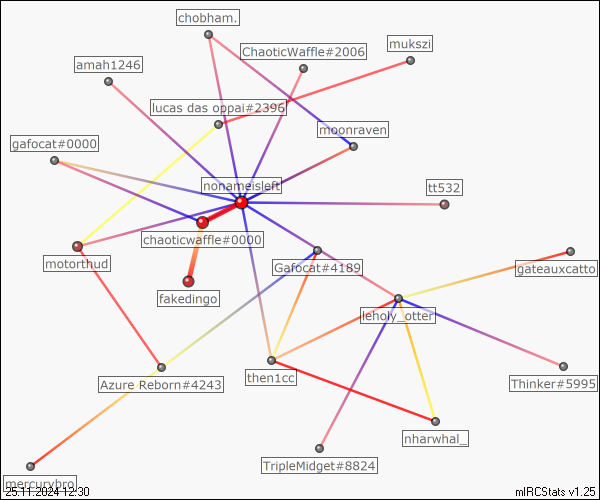 chobham.
ChaoticWaffle#2006
mukszi
amah1246
lucas das oppai#2396
moonraven
gafocat#0000
nonameisleft
tt532
chaoticwaffle#0000
motorthud
Gafocat#4189
gateauxcatto
fakedingo
leholy_otter
Azure Reborn#4243
then1cc
Thinker#5995
nharwhal_
TripleMidget#8824
mercurybro
25.11.2024 12:30
mIRCStats v1.25